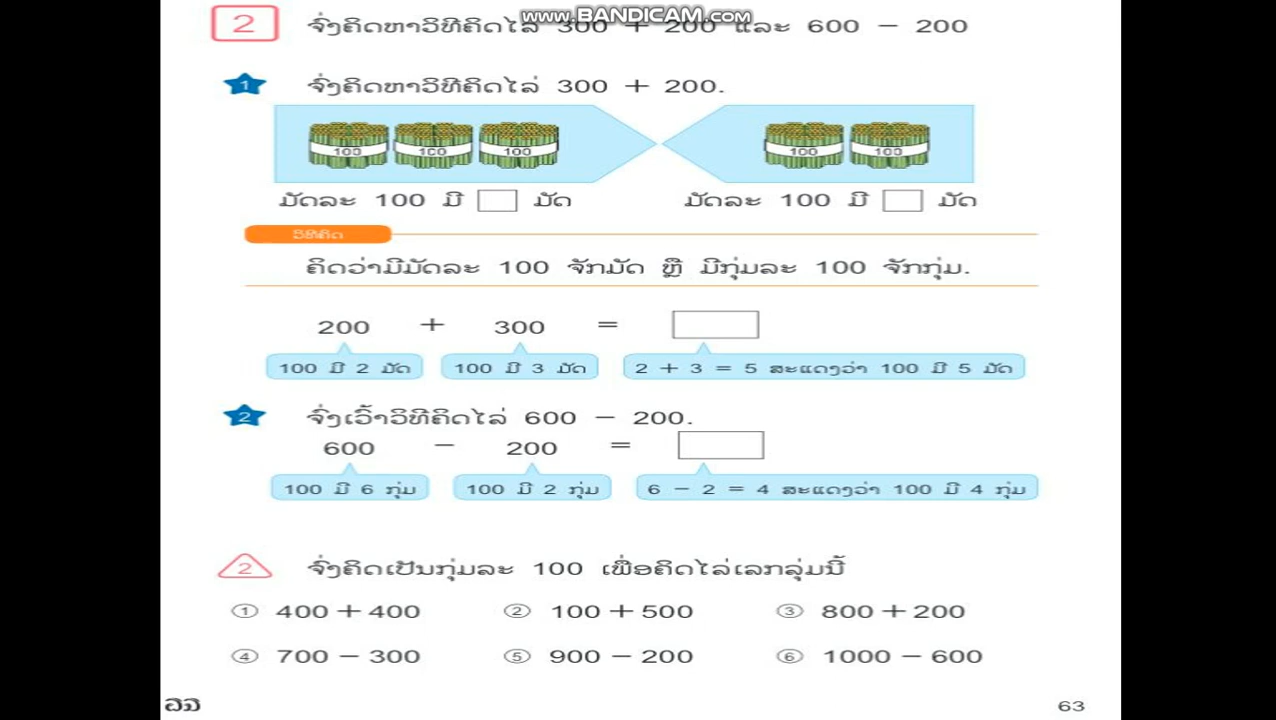 WWW.BANDICAM.COM
2 ຈົ່ງຄິດຫາວິທີຄິດໄລ່ 300 + 200 ແລະ 600 − 200
1 ຈົ່ງຄິດຫາວິທີຄິດໄລ່ 300 + 200.
100 100 100 100 100
ມັດລະ 100 ມີ ມັດ ມັດລະ 100 ມີ ມັດ
ວິທີຄິດ
ຄິດວ່າມີມັດລະ 100 ຈັກມັດ ຫຼື ມີກຸ່ມລະ 100 ຈັກກຸ່ມ.
200 + 300 =
100 ມີ 2 ມັດ 100 ມີ 3 ມັດ 2 + 3 = 5 ສະແດງວ່າ 100 ມີ 5 ມັດ
2 ຈົ່ງເວົ້າວິທີຄິດໄລ່ 600 − 200.
600 − 200 =
100 ມີ 6 ກຸ່ມ 100 ມີ 2 ກຸ່ມ 6 − 2 = 4 ສະແດງວ່າ 100 ມີ 4 ກຸ່ມ
2 ຈົ່ງຄິດເປັນກຸ່ມລະ 100 ເພື່ອຄິດໄລ່ເລກລຸ່ມນີ້
① 400 + 400 ② 100 + 500 ③ 800 + 200
④ 700 − 300 ⑤ 900 − 200 ⑥ 1000 − 600
63